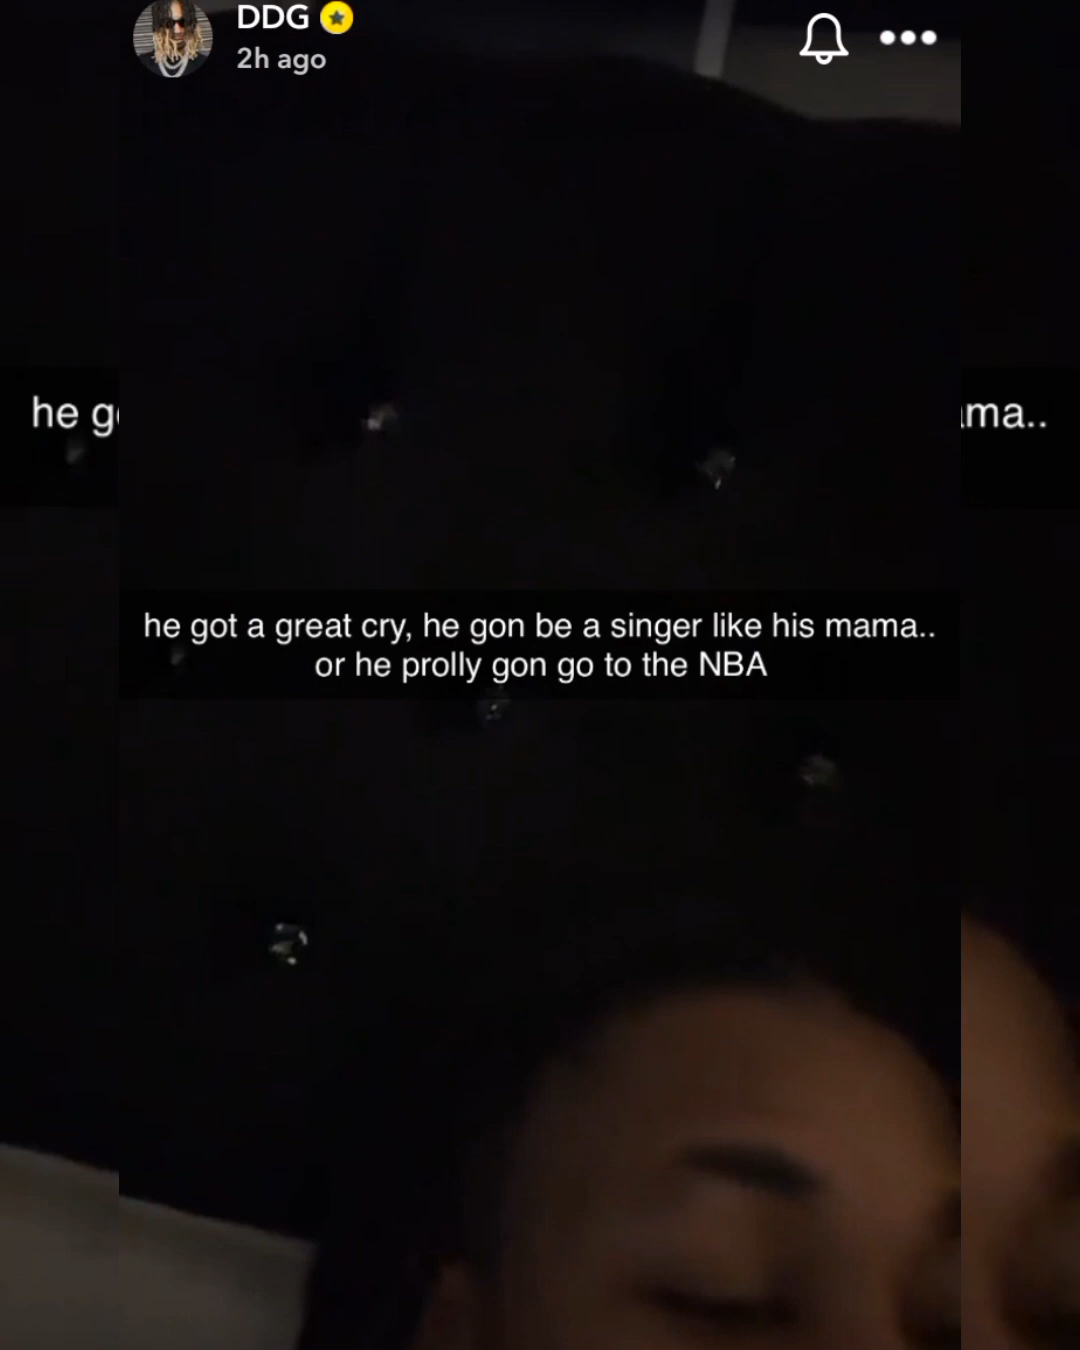 DDG
2h ago
he go
ma..
he got a great cry, he gon be a singer like his mama..
or he prolly gon go to the NBA